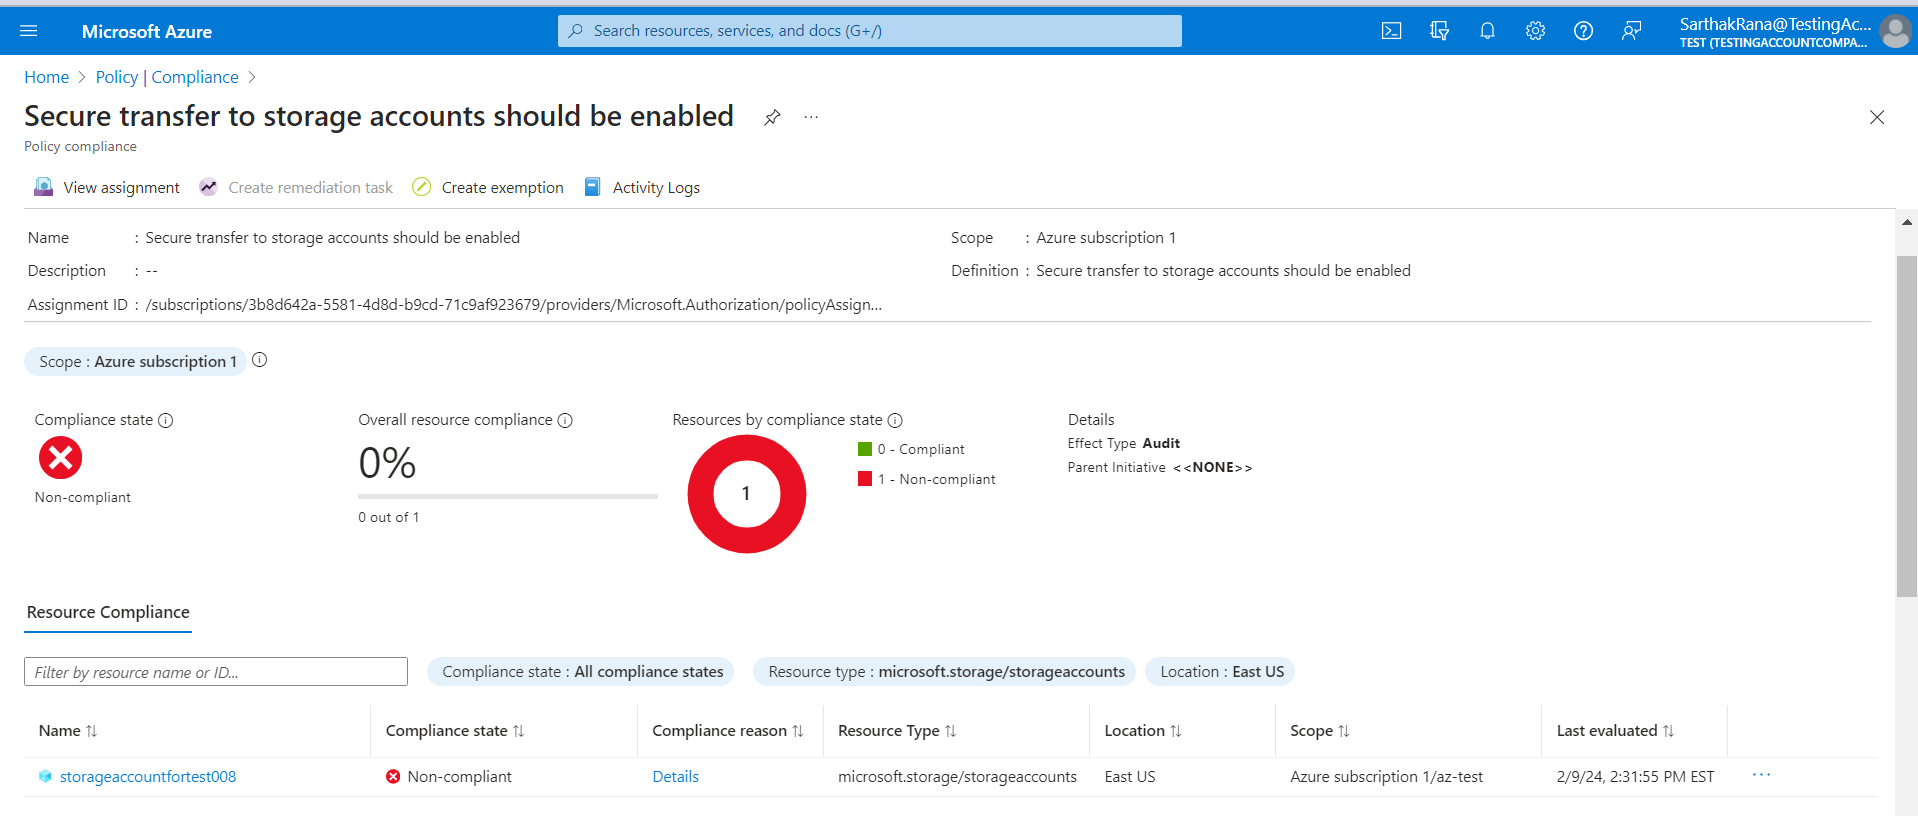 Microsoft Azure
Search resources, services, and docs (G+/)
SarthakRana@TestingAc...
TEST (TESTINGACCOUNTCOMPA...
Home > Policy | Compliance >
Secure transfer to storage accounts should be enabled
Policy compliance
View assignment Create remediation task Create exemption Activity Logs
Name : Secure transfer to storage accounts should be enabled Scope : Azure subscription 1
Description : -- Definition : Secure transfer to storage accounts should be enabled
Assignment ID : /subscriptions/3b8d642a-5581-4d8d-b9cd-71c9af923679/providers/Microsoft.Authorization/policyAssign...
Scope : Azure subscription 1
Compliance state
Non-compliant
Overall resource compliance
0%
0 out of 1
Resources by compliance state
1
0 - Compliant
1 - Non-compliant
Details
Effect Type Audit
Parent Initiative <<NONE>>
Resource Compliance
Filter by resource name or ID... Compliance state : All compliance states Resource type : microsoft.storage/storageaccounts Location : East US
Name Compliance state Compliance reason Resource Type Location Scope Last evaluated
storageaccountfortest008 Non-compliant Details microsoft.storage/storageaccounts East US Azure subscription 1/az-test 2/9/24, 2:31:55 PM EST ...